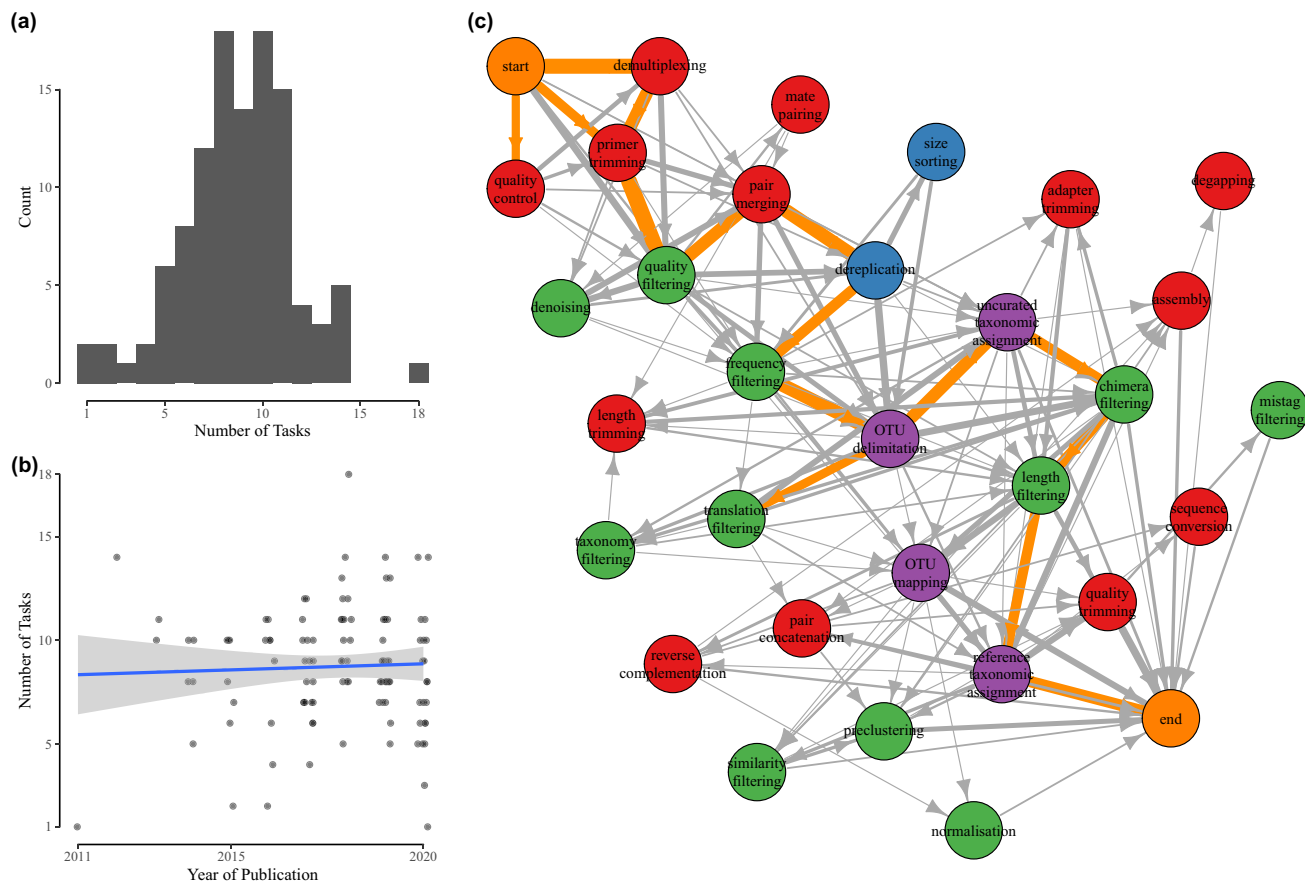 (a)
15
10
5
0
Count
1
5
10
15
18
Number of Tasks
(b)
18
15
10
5
1
Number of Tasks
2011
2015
2020
Year of Publication
(c)
start
demultiplexing
mate
pairing
primer
trimming
size
sorting
quality
control
pair
merging
adapter
trimming
degapping
quality
filtering
dereplication
denoising
uncurated
taxonomic
assignment
assembly
frequency
filtering
chimera
filtering
mistag
filtering
length
trimming
OTU
delimitation
length
filtering
translation
filtering
sequence
conversion
taxonomy
filtering
OTU
mapping
quality
trimming
pair
concatenation
reverse
complementation
reference
taxonomic
assignment
end
preclustering
similarity
filtering
normalisation